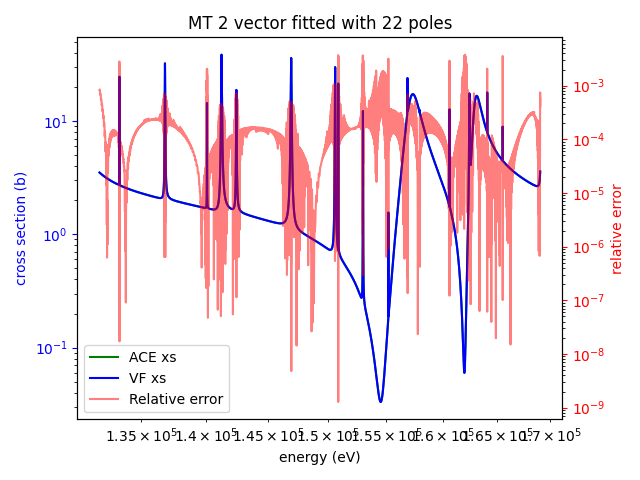 MT 2 vector fitted with 22 poles
cross section (b)
10¹
10⁰
10⁻¹
10⁻³
10⁻⁴
10⁻⁵
10⁻⁶
10⁻⁷
10⁻⁸
10⁻⁹
relative error
ACE xs
VF xs
Relative error
1.35 × 10⁵ 1.4 × 10⁵ 1.45 × 10⁵ 1.5 × 10⁵ 1.55 × 10⁵ 1.6 × 10⁵ 1.65 × 10⁵ 1.7 × 10⁵
energy (eV)